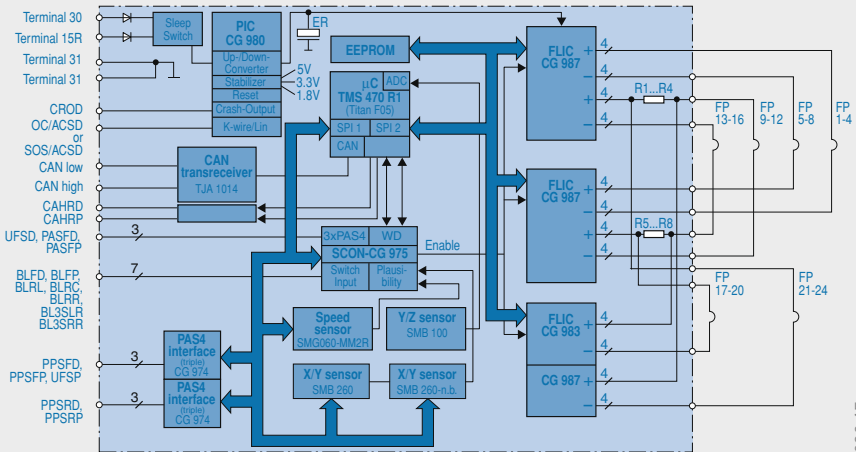 Terminal 30
Terminal 15R
Terminal 31
Terminal 31
CROD
OC/ACSD
or
SOS/ACSD
CAN low
CAN high
CAHRD
CAHRP
UFSD, PASFD,
PASFP
3
BLFD, BLFP,
BLRL, BLRC,
BLRR,
BL3SLR
BL3SRR
7
PPSFD,
PPSFP, UFSP
3
PPSRD,
PPSRP
3
Sleep
Switch
PIC
CG 980
Up-/Down-
Converter
Stabilizer
Reset
Crash-Output
K-wire/Lin
5V
3.3V
1.8V
ER
CAN
transreceiver
TJA 1014
EEPROM
µC
ADC
TMS 470 R1
(Titan F05)
SPI 1
SPI 2
CAN
3xPAS4
WD
SCON-CG 975
Switch
Input
Plausi-
bility
Enable
Speed
sensor
SMG060-MM2R
Y/Z sensor
SMB 100
PAS4
interface
(triple)
CG 974
PAS4
interface
(triple)
CG 974
X/Y sensor
SMB 260
X/Y sensor
SMB 260-n.b.
FLIC
CG 987
+
−
+
−
4
4
4
4
R1...R4
FLIC
CG 987
+
−
+
−
4
4
4
4
R5...R8
FLIC
CG 983
+
−
4
4
CG 987
+
−
4
4
FP
13-16
FP
9-12
FP
5-8
FP
1-4
FP
17-20
FP
21-24